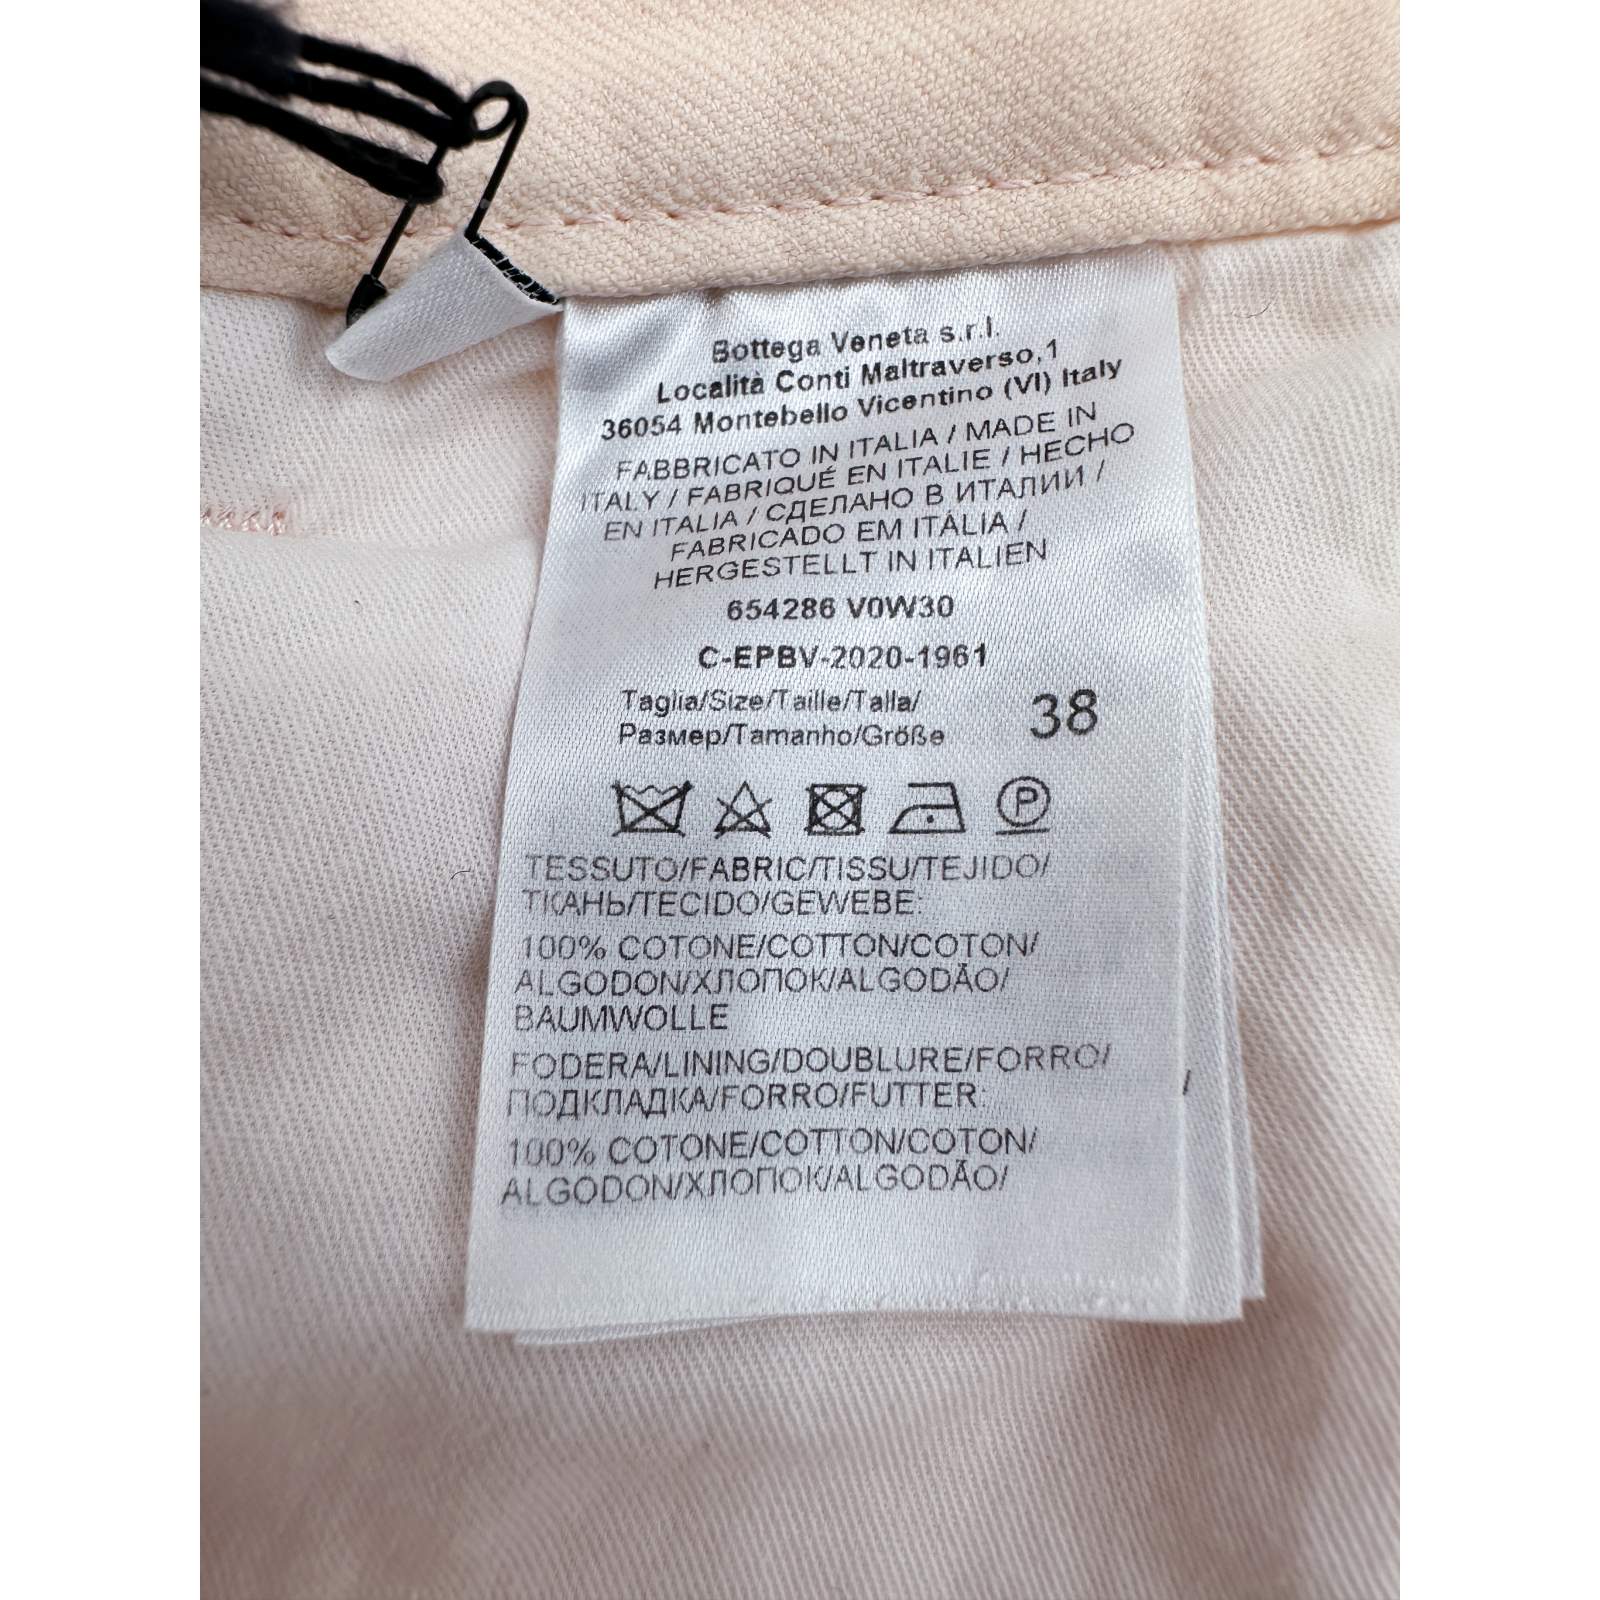 Bottega Veneta s.r.l.
Località Conti Maltraverso,1
36054 Montebello Vicentino (VI) Italy
FABBRICATO IN ITALIA / MADE IN
ITALY / FABRIQUÉ EN ITALIE / HECHO
EN ITALIA / СДЕЛАНО В ИТАЛИИ /
FABRICADO EM ITÁLIA /
HERGESTELLT IN ITALIEN
654286 V0W30
C-EPBV-2020-1961
Taglia/Size/Taille/Talla/
Размер/Tamanho/Größe 38
P
TESSUTO/FABRIC/TISSU/TEJIDO/
ТКАНЬ/TECIDO/GEWEBE:
100% COTONE/COTTON/COTON/
ALGODON/ХЛОПОК/ALGODÃO/
BAUMWOLLE
FODERA/LINING/DOUBLURE/FORRO/
ПОДКЛАДКА/FORRO/FUTTER:
100% COTONE/COTTON/COTON/
ALGODON/ХЛОПОК/ALGODÃO/